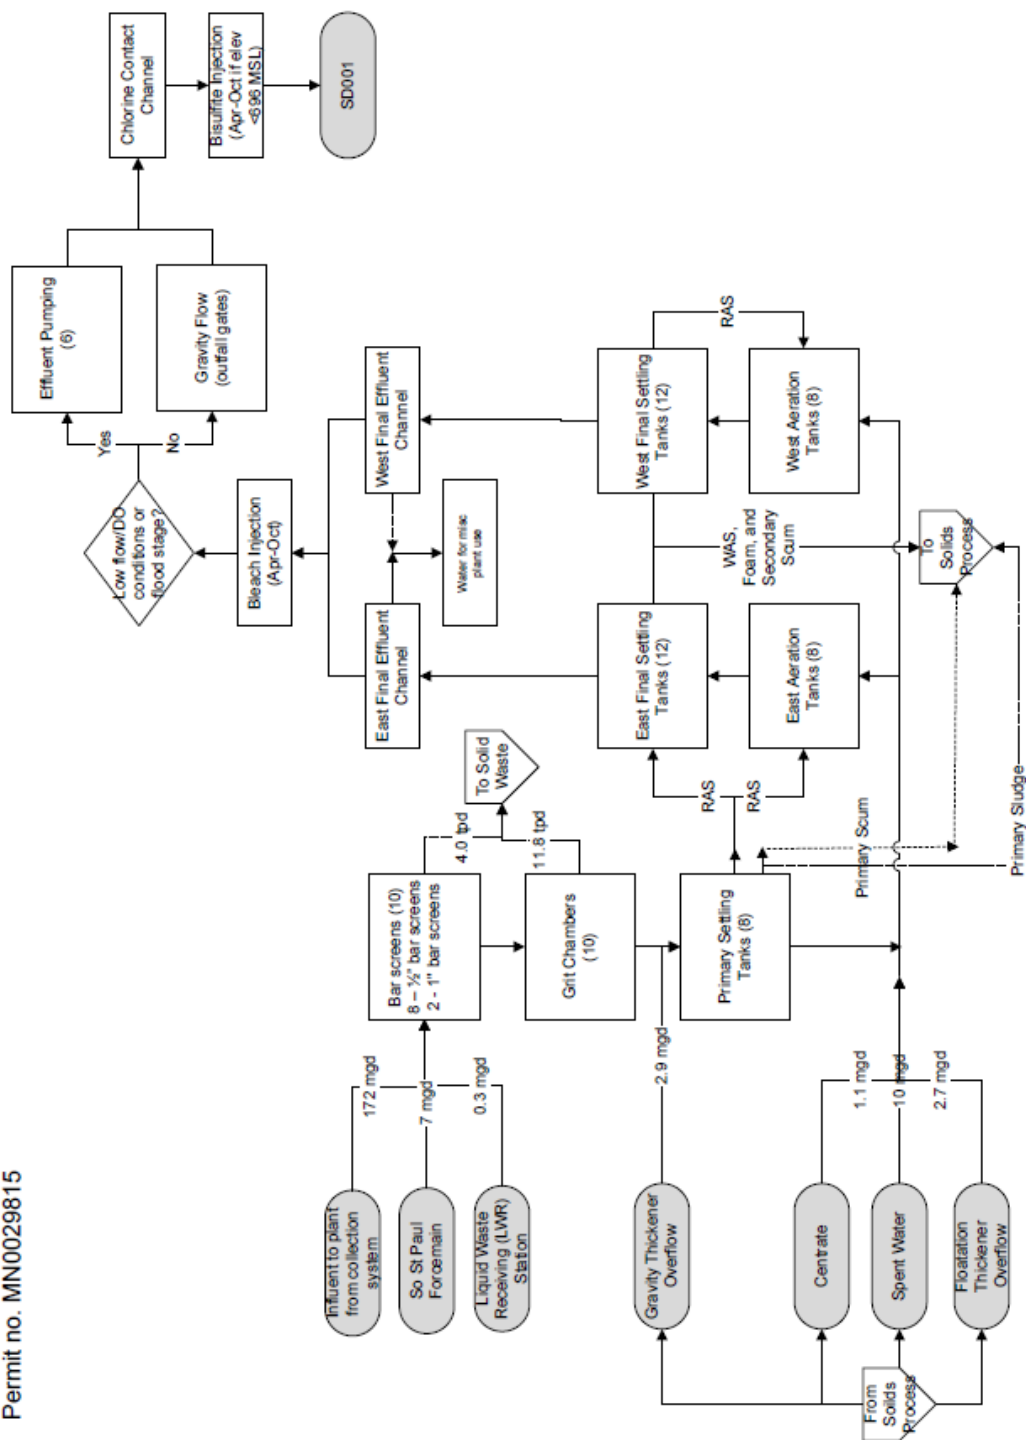 Permit no. MN0029815
Influent to plant
from collection
system
So St Paul
Forcemain
Liquid Waste
Receiving (LWR)
Station
172 mgd
7 mgd
0.3 mgd
Bar screens (10)
8 – ½" bar screens
2 - 1" bar screens
4.0 tpd
11.8 tpd
To Solid
Waste
Grit Chambers
(10)
Gravity Thickener
Overflow
2.9 mgd
Primary Settling
Tanks (8)
From
Soilds
Process
Centrate
Spent Water
Floatation
Thickener
Overflow
1.1 mgd
10 mgd
2.7 mgd
RAS
RAS
Primary Scum
Primary Sludge
East Final Settling
Tanks (12)
East Aeration
Tanks (8)
WAS,
Foam, and
Secondary
Scum
To
Solids
Process
West Final Settling
Tanks (12)
West Aeration
Tanks (8)
RAS
East Final Effluent
Channel
West Final Effluent
Channel
Water for misc
plant use
Bleach Injection
(Apr-Oct)
Low flow/DO
conditions or
flood stage?
Yes
No
Effluent Pumping
(6)
Gravity Flow
(outfall gates)
Chlorine Contact
Channel
Bisulfite Injection
(Apr-Oct if elev
<696 MSL)
SD001